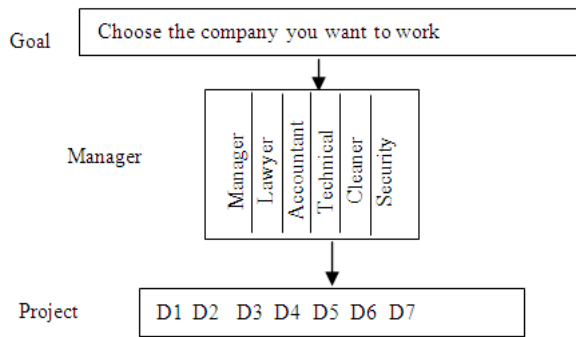 Goal
Choose the company you want to work
Manager
Manager
Lawyer
Accountant
Technical
Cleaner
Security
Project
D1 D2 D3 D4 D5 D6 D7